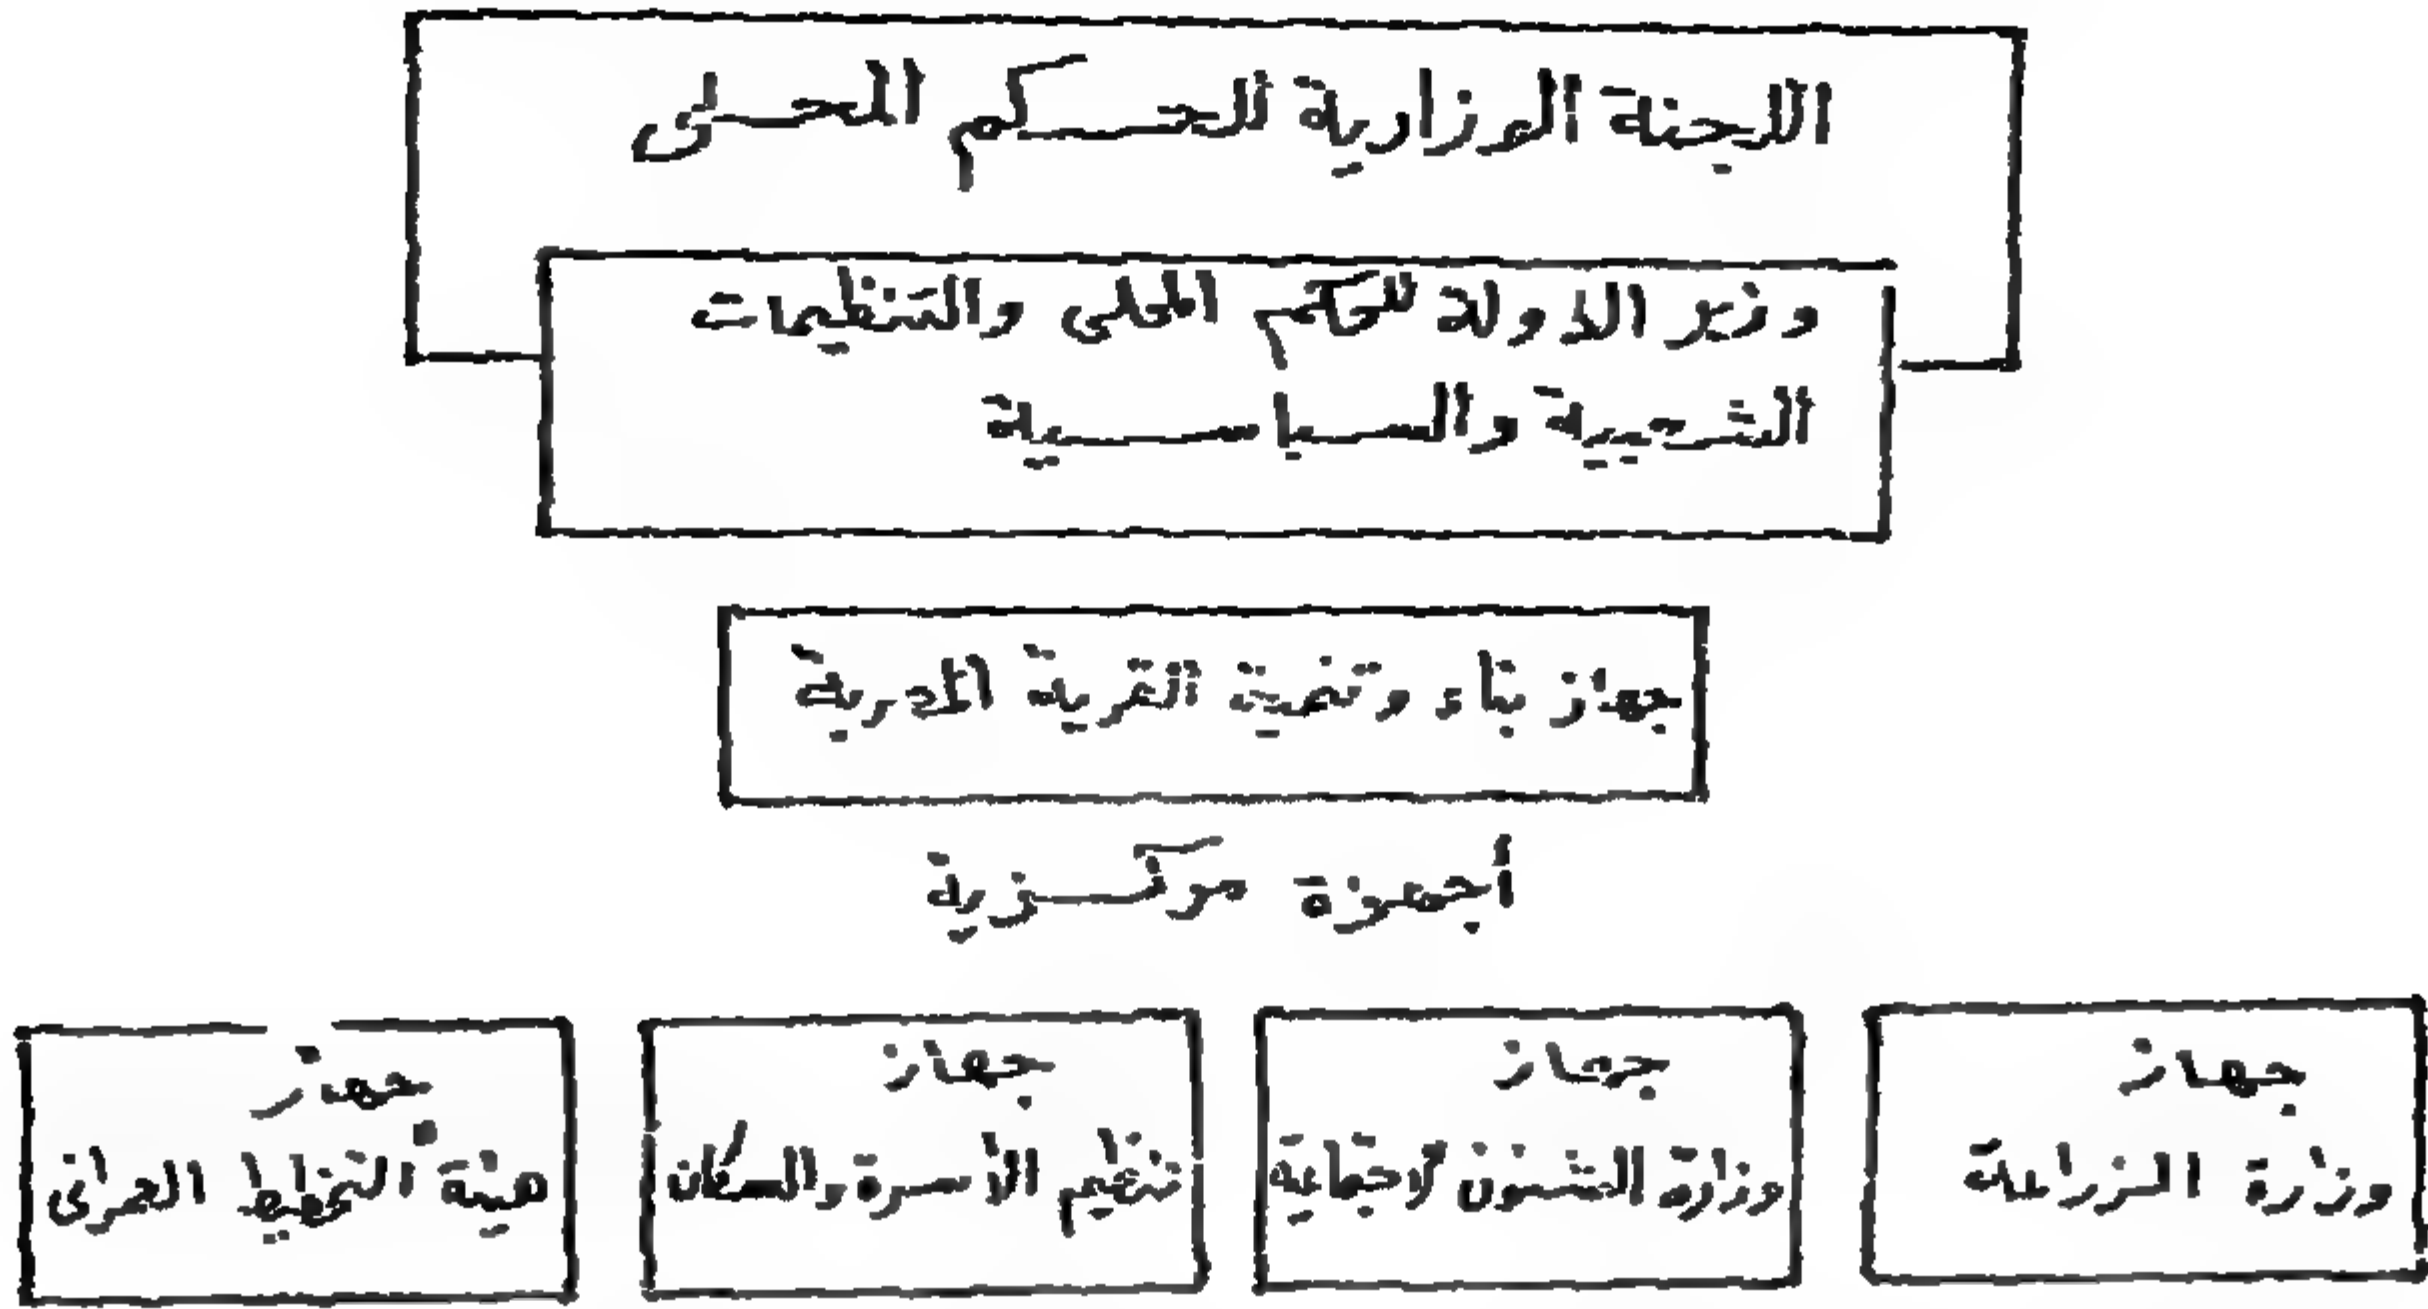 اللجنة الوزارية للحكم المحلى
وزير الدولة للحكم المحلى والتنظيمات
الشعبية والسياسية
جهاز بناء وتنمية القرية المصرية
أجهزة مركزية
جهاز
وزارة الزراعة
جهاز
وزارة الشئون الاجتماعية
جهاز
تنظيم الأسرة والسكان
جهاز
هيئة التخطيط العمرانى